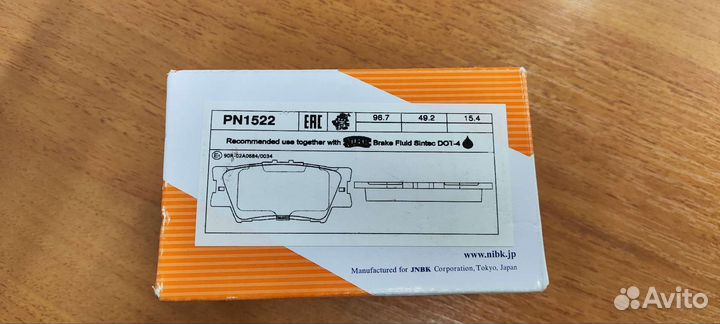 PN1522 EAC 96.7 49.2 15.4
Recommended use together with Brake Fluid Sintec DOT-4
90R-02A0684/0034
www.nibk.jp
Manufactured for JNBK Corporation, Tokyo, Japan
Avito